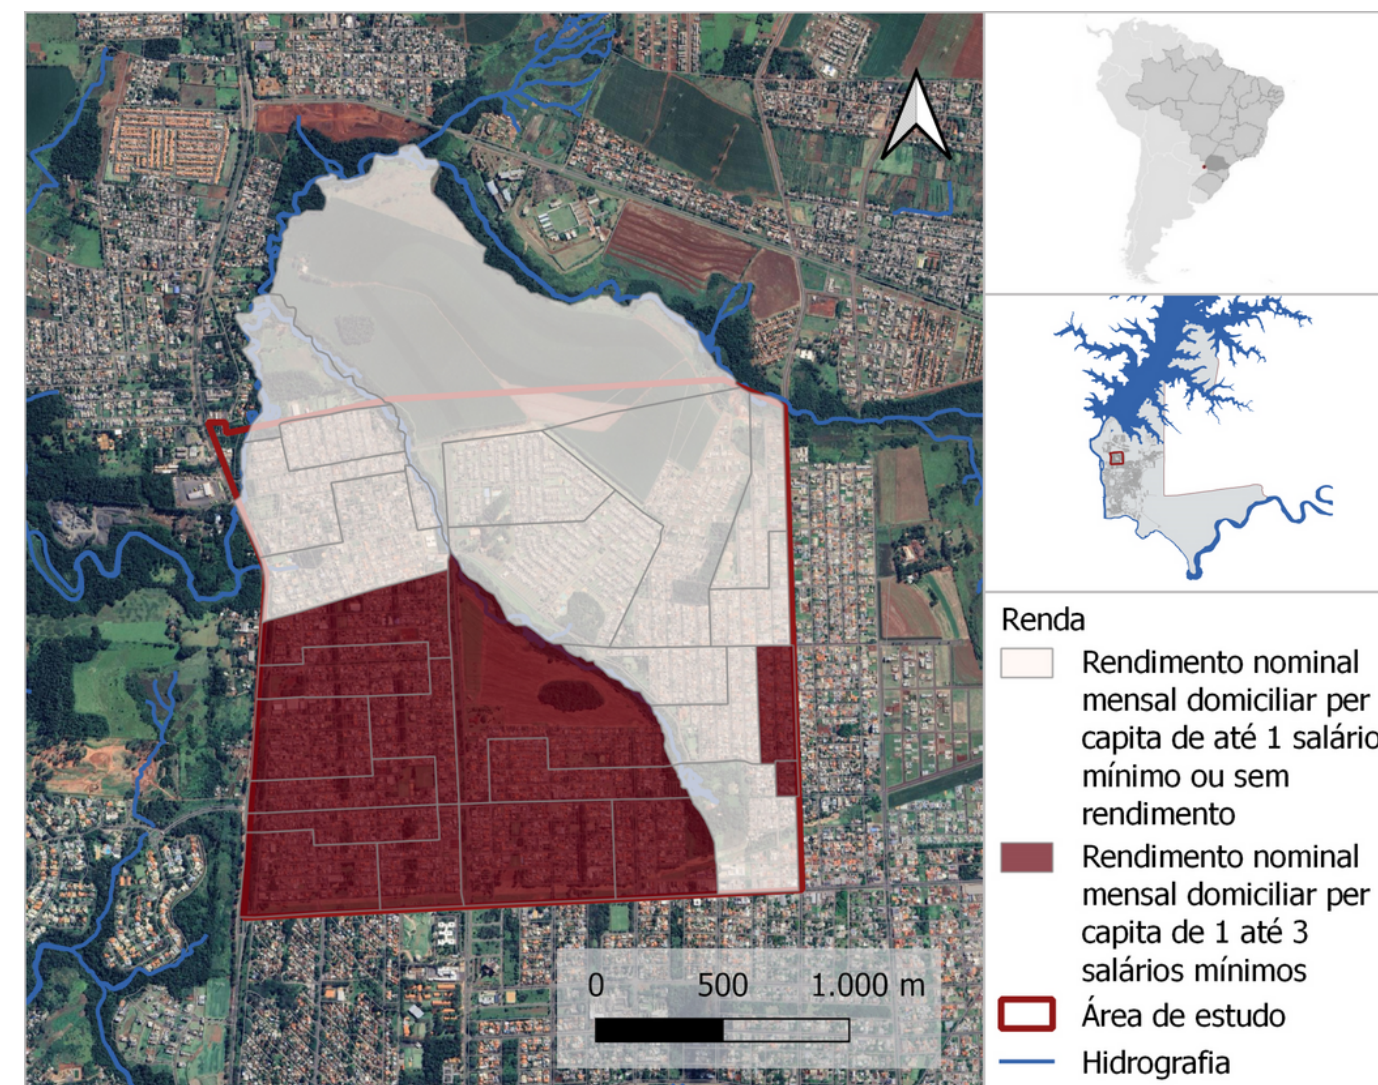 Renda
Rendimento nominal
mensal domiciliar per
capita de até 1 salário
mínimo ou sem
rendimento
Rendimento nominal
mensal domiciliar per
capita de 1 até 3
salários mínimos
Área de estudo
Hidrografia
0 500 1.000 m